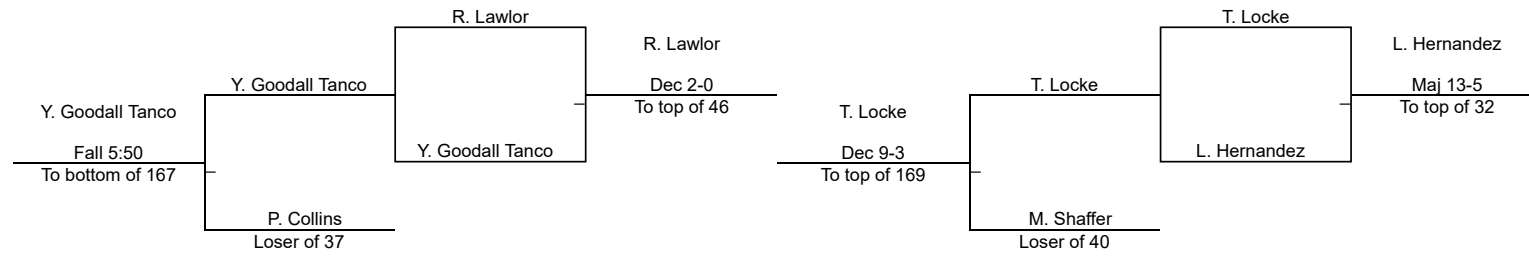 R. Lawlor
R. Lawlor
Y. Goodall Tanco
Dec 2-0
To top of 46
Y. Goodall Tanco
Fall 5:50
Y. Goodall Tanco
To bottom of 167
P. Collins
Loser of 37
T. Locke
L. Hernandez
T. Locke
Maj 13-5
To top of 32
T. Locke
Dec 9-3
L. Hernandez
To top of 169
M. Shaffer
Loser of 40